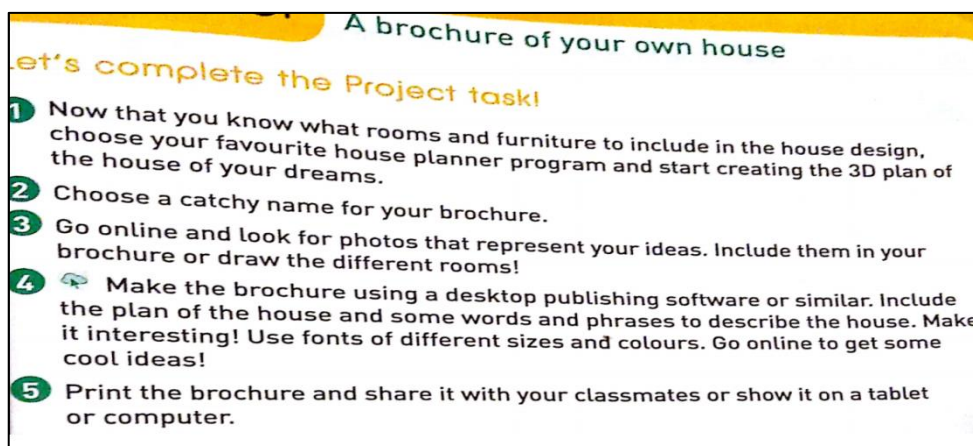 A brochure of your own house
et's complete the Project task!
1 Now that you know what rooms and furniture to include in the house design,
choose your favourite house planner program and start creating the 3D plan of
the house of your dreams.
2 Choose a catchy name for your brochure.
3 Go online and look for photos that represent your ideas. Include them in your
brochure or draw the different rooms!
4 Make the brochure using a desktop publishing software or similar. Include
the plan of the house and some words and phrases to describe the house. Make
it interesting! Use fonts of different sizes and colours. Go online to get some
cool ideas!
5 Print the brochure and share it with your classmates or show it on a tablet
or computer.